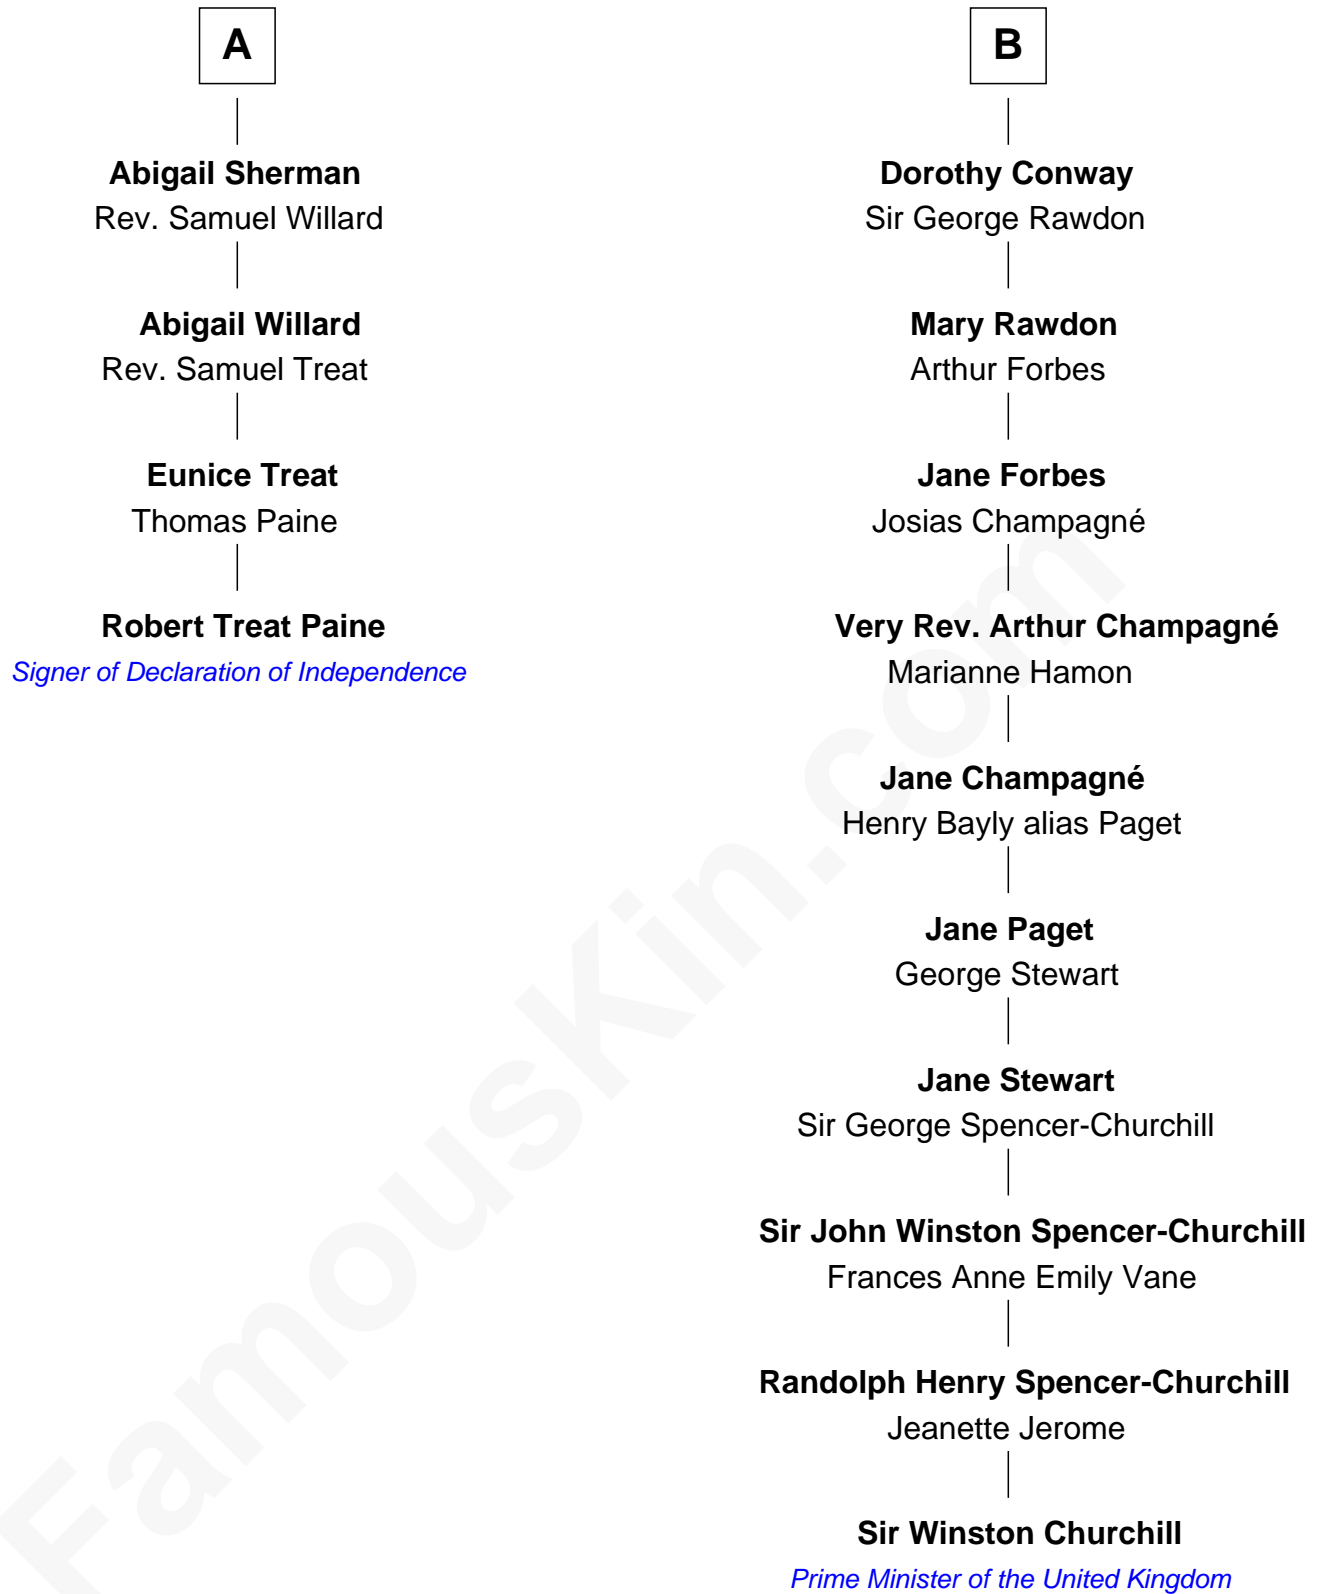 A
Abigail Sherman
Rev. Samuel Willard
Abigail Willard
Rev. Samuel Treat
Eunice Treat
Thomas Paine
Robert Treat Paine
Signer of Declaration of Independence
B
Dorothy Conway
Sir George Rawdon
Mary Rawdon
Arthur Forbes
Jane Forbes
Josias Champagné
Very Rev. Arthur Champagné
Marianne Hamon
Jane Champagné
Henry Bayly alias Paget
Jane Paget
George Stewart
Jane Stewart
Sir George Spencer-Churchill
Sir John Winston Spencer-Churchill
Frances Anne Emily Vane
Randolph Henry Spencer-Churchill
Jeanette Jerome
Sir Winston Churchill
Prime Minister of the United Kingdom
FamousKin.com